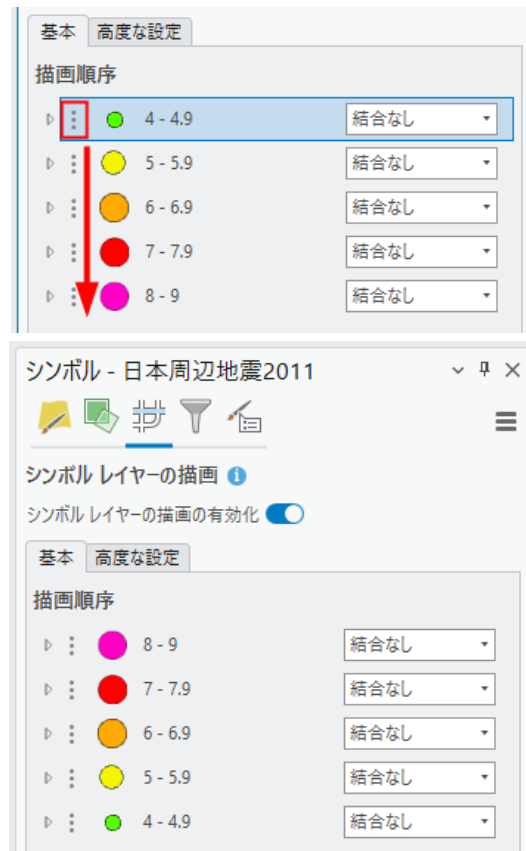 基本 高度な設定
描画順序
4 - 4.9 結合なし
5 - 5.9 結合なし
6 - 6.9 結合なし
7 - 7.9 結合なし
8 - 9 結合なし
シンボル - 日本周辺地震2011
シンボル レイヤーの描画
シンボル レイヤーの描画の有効化
基本 高度な設定
描画順序
8 - 9 結合なし
7 - 7.9 結合なし
6 - 6.9 結合なし
5 - 5.9 結合なし
4 - 4.9 結合なし